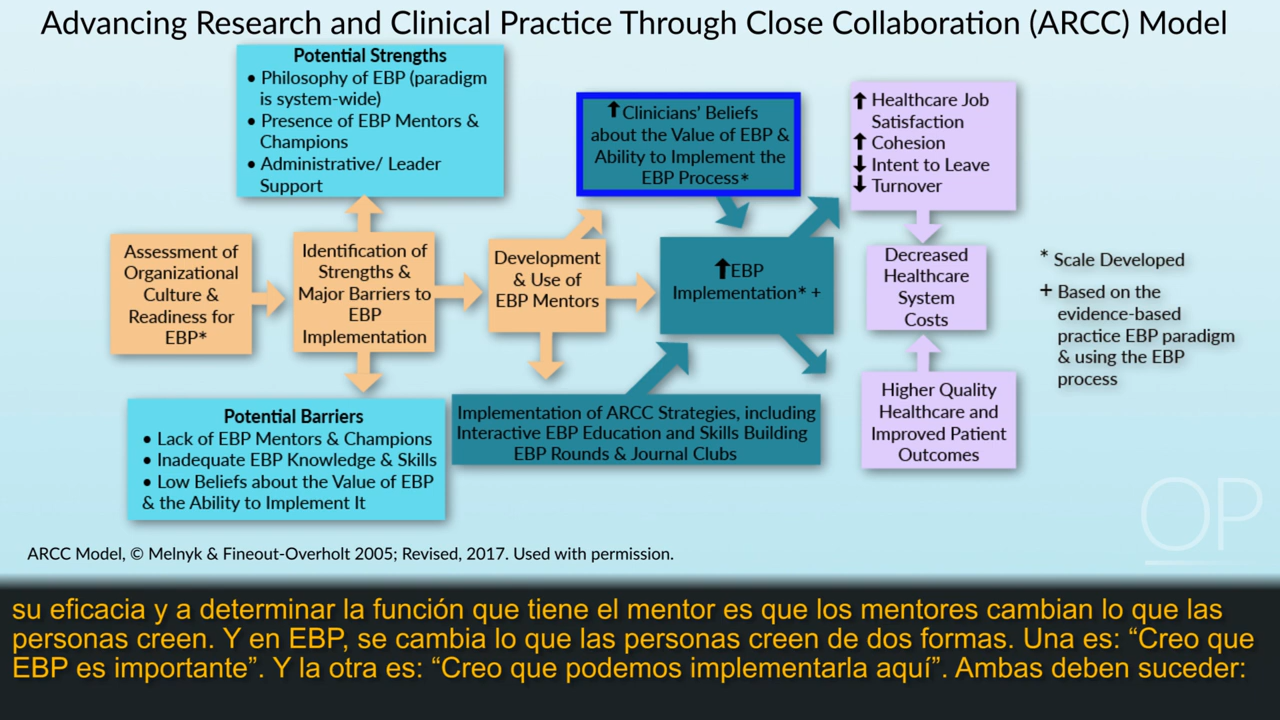 Advancing Research and Clinical Practice Through Close Collaboration (ARCC) Model
Potential Strengths
• Philosophy of EBP (paradigm
is system-wide)
• Presence of EBP Mentors &
Champions
• Administrative/ Leader
Support
Assessment of
Organizational
Culture &
Readiness for
EBP*
Identification of
Strengths &
Major Barriers to
EBP
Implementation
Potential Barriers
• Lack of EBP Mentors & Champions
• Inadequate EBP Knowledge & Skills
• Low Beliefs about the Value of EBP
& the Ability to Implement It
Development
& Use of
EBP Mentors
↑Clinicians' Beliefs
about the Value of EBP &
Ability to Implement the
EBP Process*
↑EBP
Implementation* +
Implementation of ARCC Strategies, including
Interactive EBP Education and Skills Building
EBP Rounds & Journal Clubs
↑ Healthcare Job
Satisfaction
↑ Cohesion
↓ Intent to Leave
↓ Turnover
Decreased
Healthcare
System
Costs
Higher Quality
Healthcare and
Improved Patient
Outcomes
* Scale Developed
+ Based on the
evidence-based
practice EBP paradigm
& using the EBP
process
OP
ARCC Model, © Melnyk & Fineout-Overholt 2005; Revised, 2017. Used with permission.
su eficacia y a determinar la función que tiene el mentor es que los mentores cambian lo que las
personas creen. Y en EBP, se cambia lo que las personas creen de dos formas. Una es: “Creo que
EBP es importante”. Y la otra es: “Creo que podemos implementarla aquí”. Ambas deben suceder: